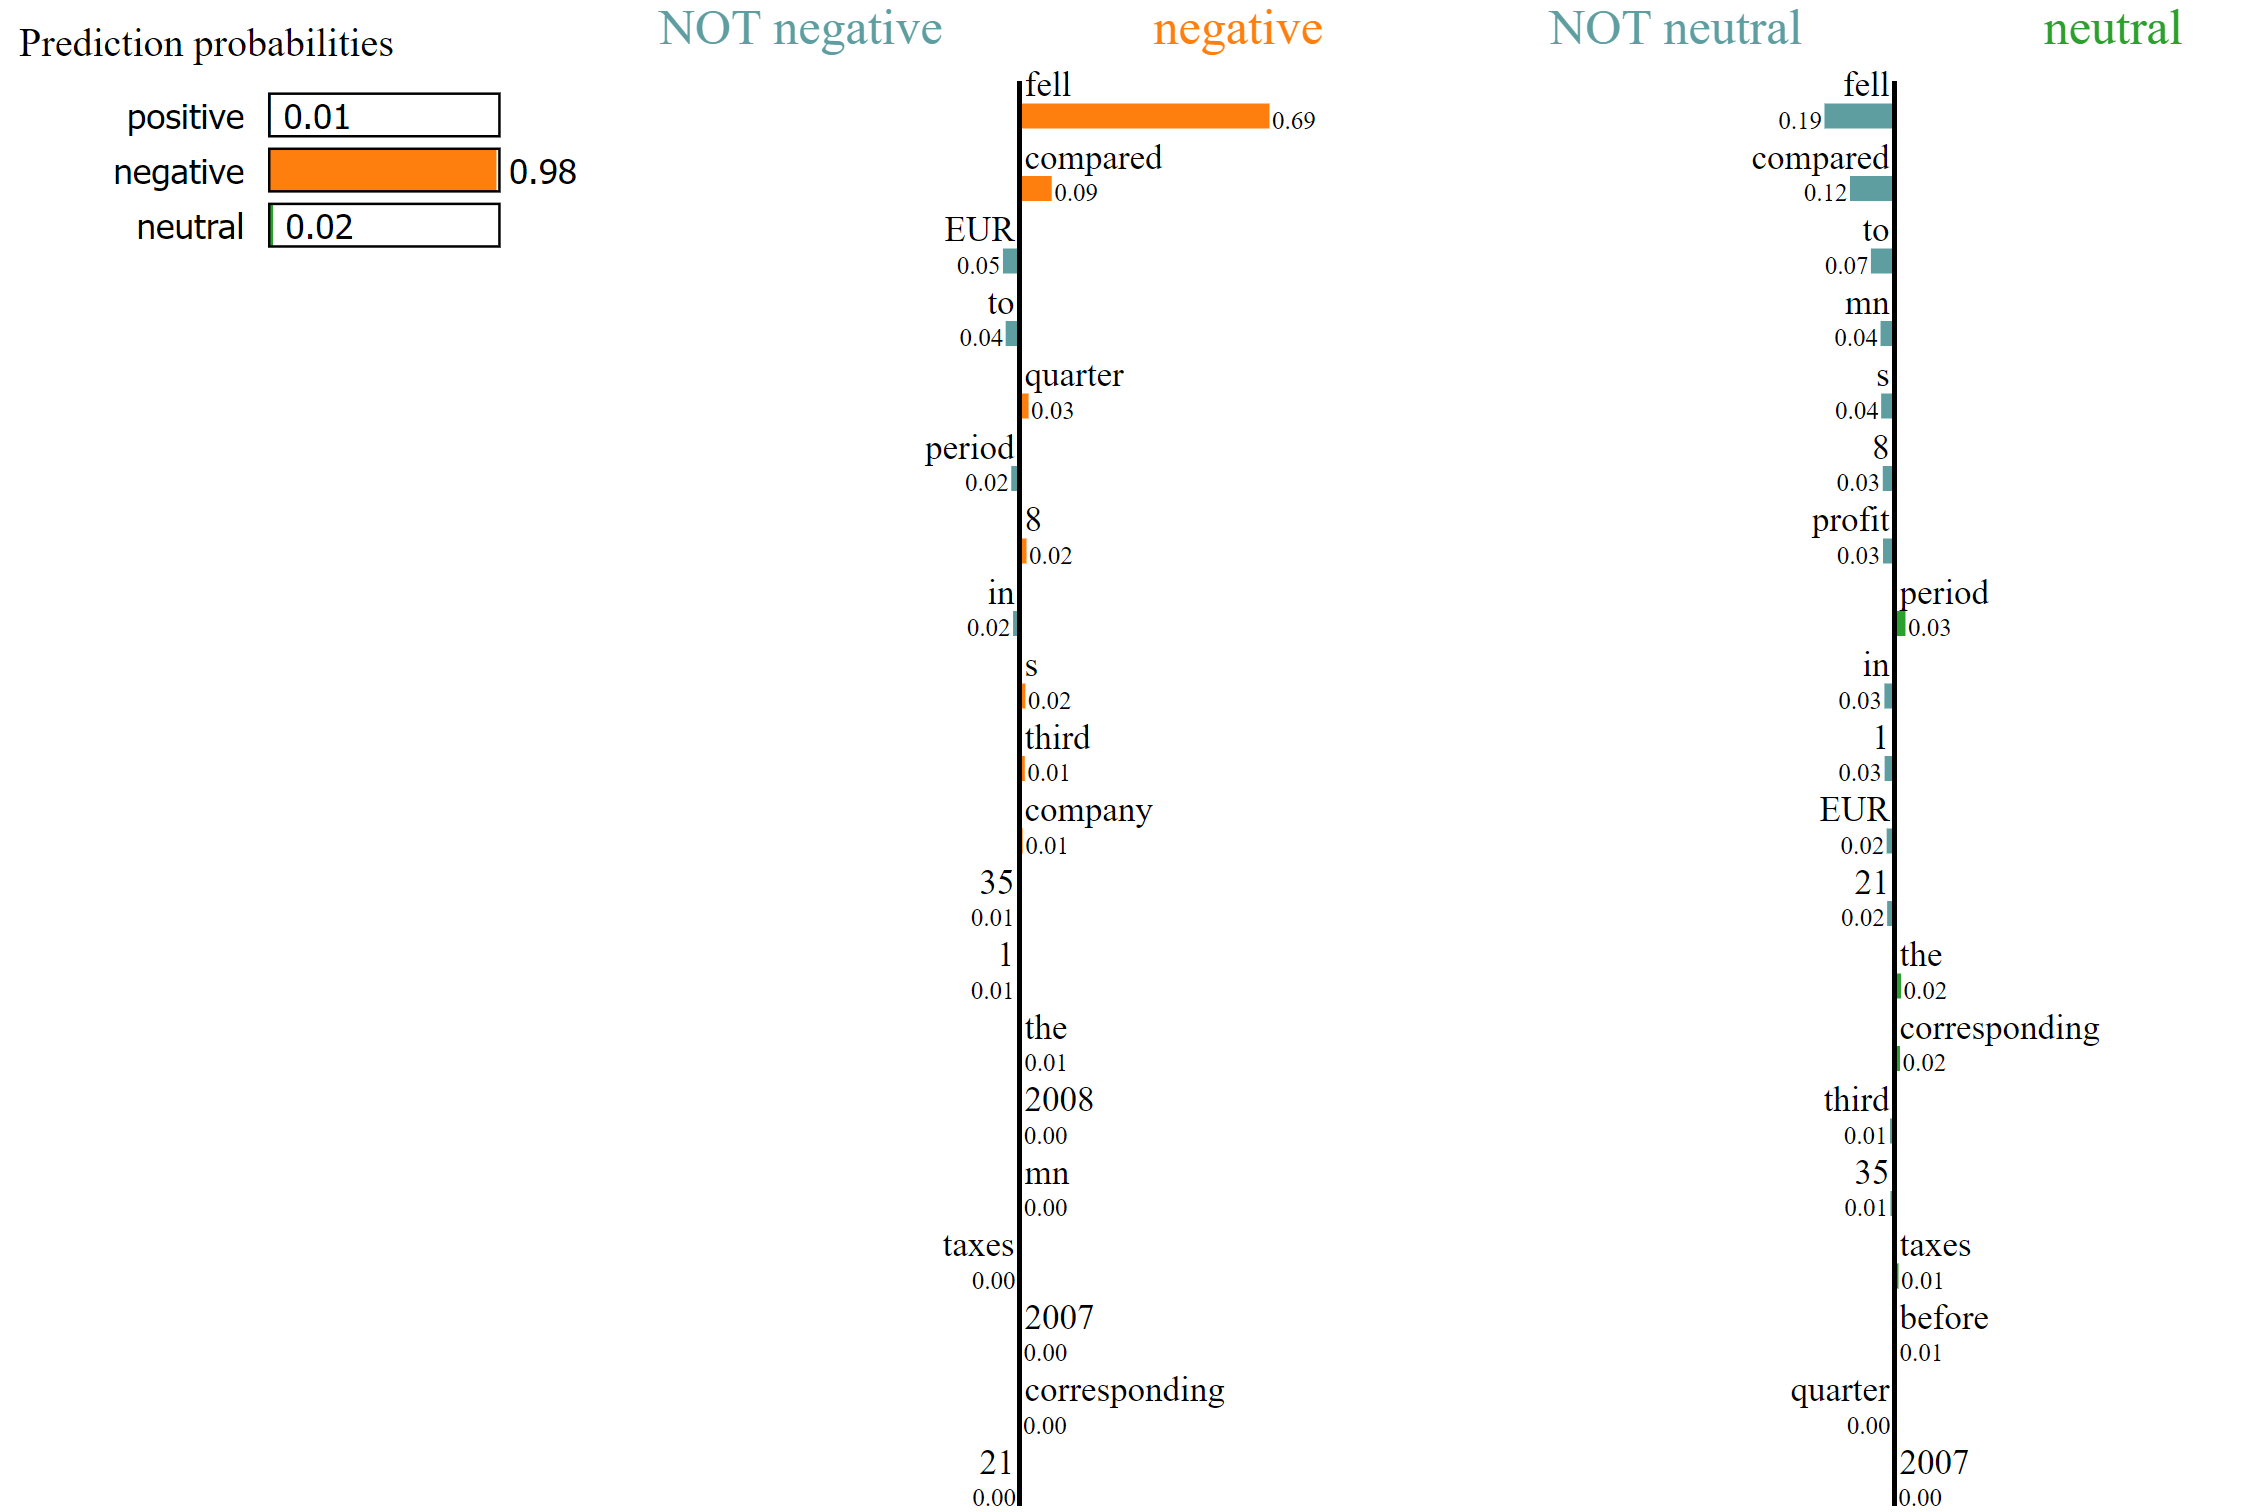 Prediction probabilities
positive 0.01
negative 0.98
neutral 0.02
NOT negative negative
fell
0.69
compared
0.09
EUR
0.05
to
0.04
quarter
0.03
period
0.02
8
0.02
in
0.02
s
0.02
third
0.01
company
0.01
35
0.01
1
0.01
the
0.01
2008
0.00
mn
0.00
taxes
0.00
2007
0.00
corresponding
0.00
21
0.00
NOT neutral neutral
fell
0.19
compared
0.12
to
0.07
mn
0.04
s
0.04
8
0.03
profit
0.03
period
0.03
in
0.03
1
0.03
EUR
0.02
21
0.02
the
0.02
corresponding
0.02
third
0.01
35
0.01
taxes
0.01
before
0.01
quarter
0.00
2007
0.00